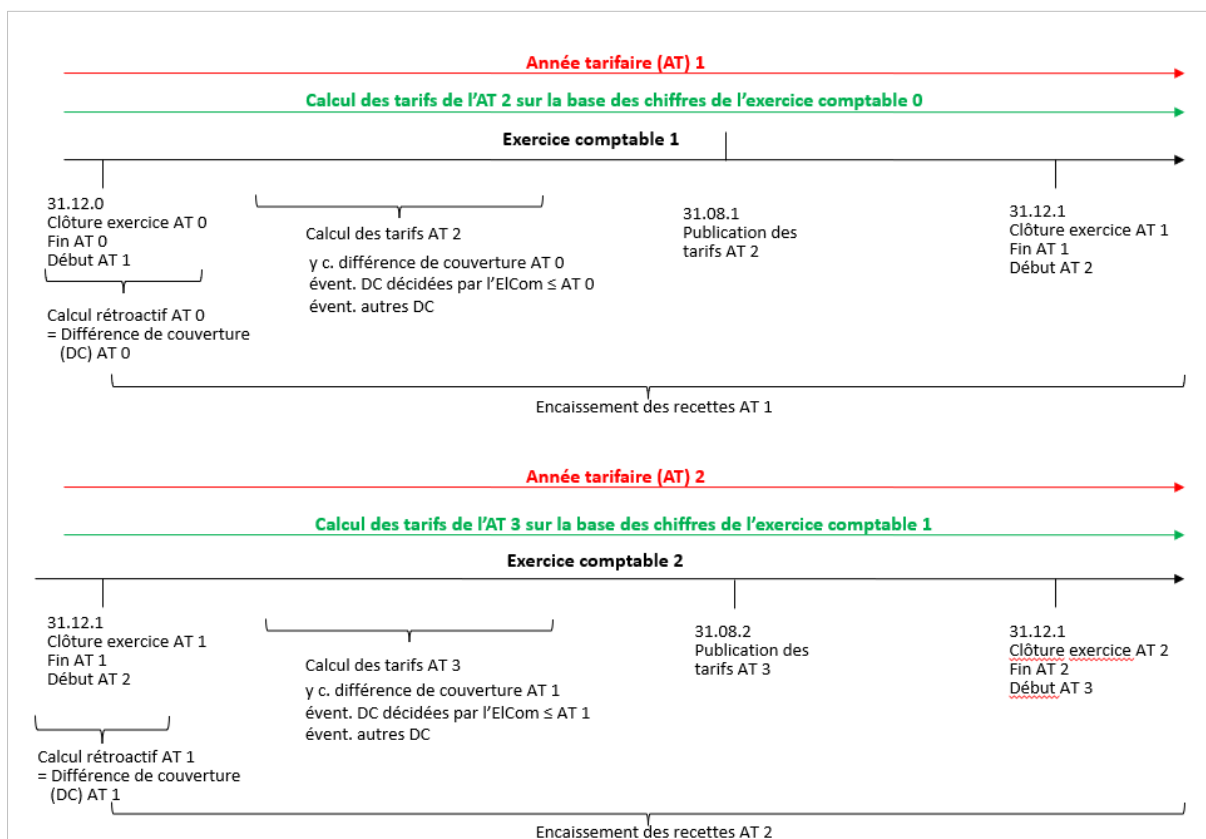 Année tarifaire (AT) 1
Calcul des tarifs de l'AT 2 sur la base des chiffres de l'exercice comptable 0
Exercice comptable 1
31.12.0
Clôture exercice AT 0
Fin AT 0
Début AT 1
Calcul rétroactif AT 0
= Différence de couverture
(DC) AT 0
Calcul des tarifs AT 2
y c. différence de couverture AT 0
évent. DC décidées par l'ElCom ≤ AT 0
évent. autres DC
31.08.1
Publication des
tarifs AT 2
31.12.1
Clôture exercice AT 1
Fin AT 1
Début AT 2
Encaissement des recettes AT 1
Année tarifaire (AT) 2
Calcul des tarifs de l'AT 3 sur la base des chiffres de l'exercice comptable 1
Exercice comptable 2
31.12.1
Clôture exercice AT 1
Fin AT 1
Début AT 2
Calcul rétroactif AT 1
= Différence de couverture
(DC) AT 1
Calcul des tarifs AT 3
y c. différence de couverture AT 1
évent. DC décidées par l'ElCom ≤ AT 1
évent. autres DC
31.08.2
Publication des
tarifs AT 3
31.12.1
Clôture exercice AT 2
Fin AT 2
Début AT 3
Encaissement des recettes AT 2